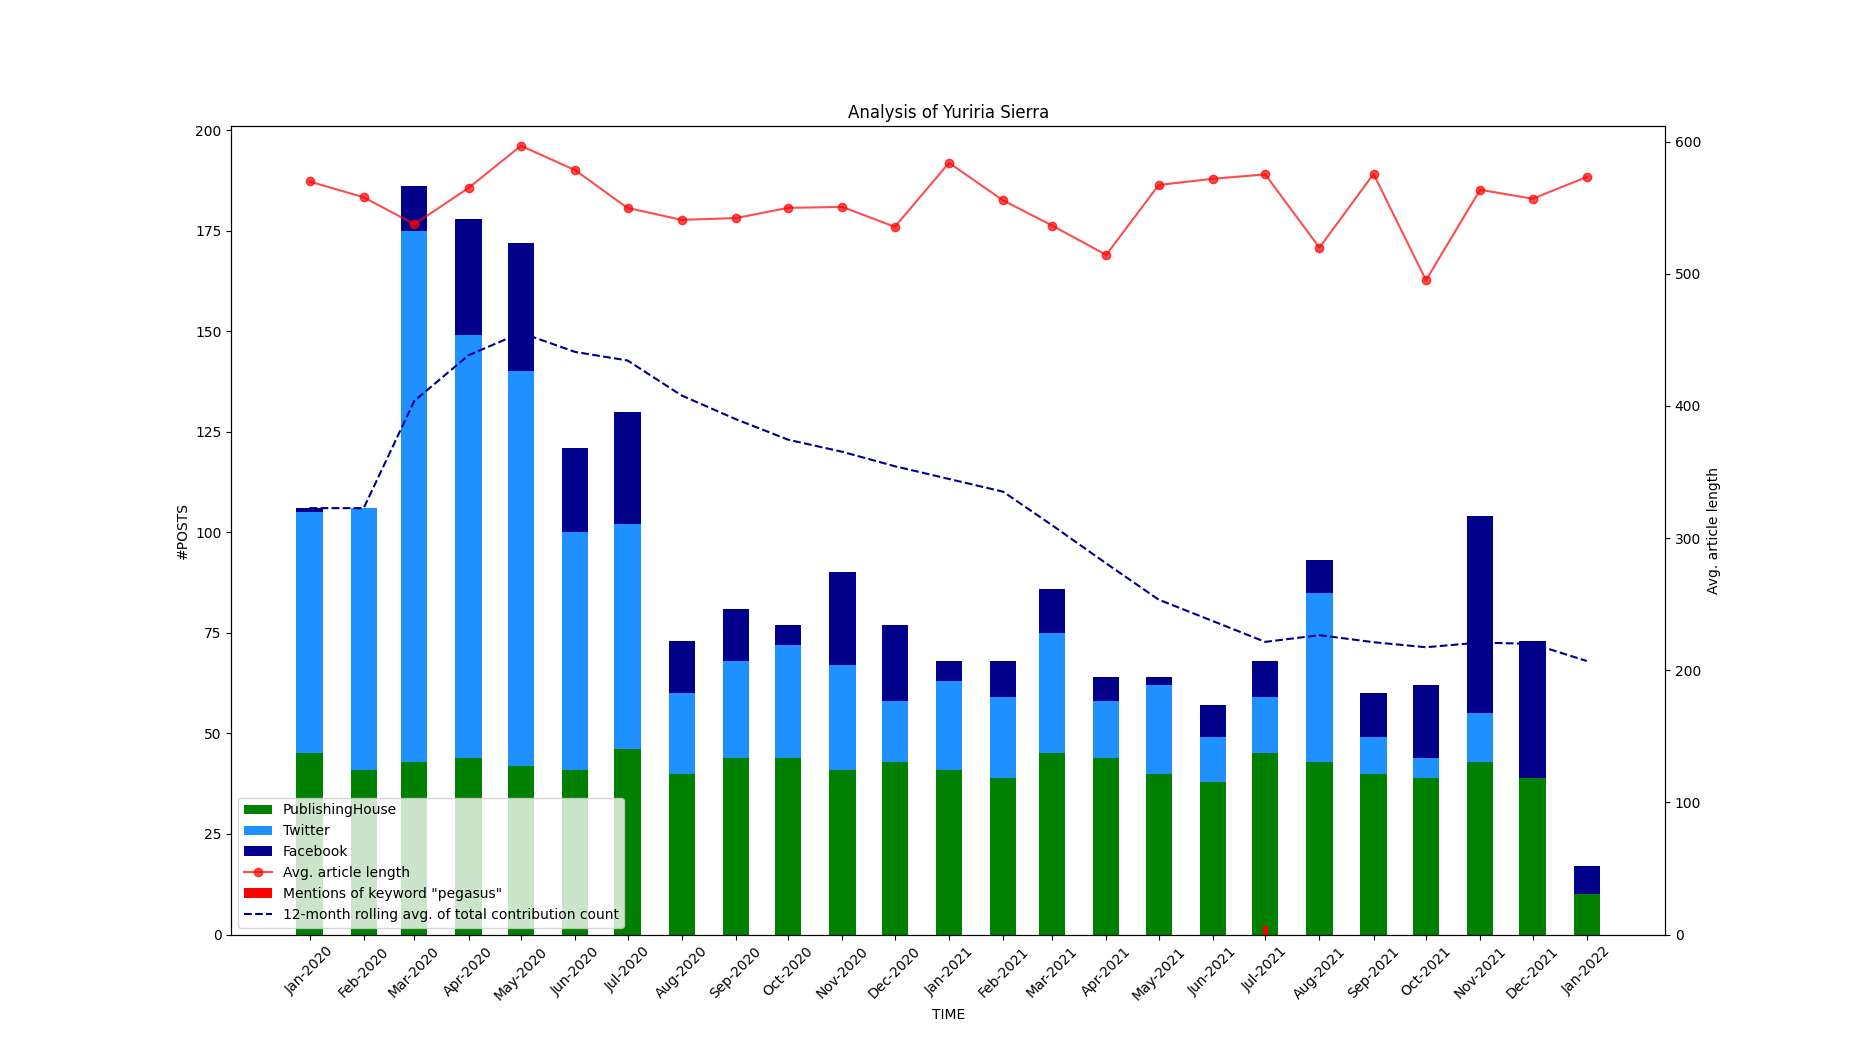 Analysis of Yuriria Sierra
200
175
150
125
100
75
50
25
0
#POSTS
600
500
400
300
200
100
0
Avg. article length
PublishingHouse
Twitter
Facebook
Avg. article length
Mentions of keyword "pegasus"
12-month rolling avg. of total contribution count
Jan-2020
Feb-2020
Mar-2020
Apr-2020
May-2020
Jun-2020
Jul-2020
Aug-2020
Sep-2020
Oct-2020
Nov-2020
Dec-2020
Jan-2021
Feb-2021
Mar-2021
Apr-2021
May-2021
Jun-2021
Jul-2021
Aug-2021
Sep-2021
Oct-2021
Nov-2021
Dec-2021
Jan-2022
TIME